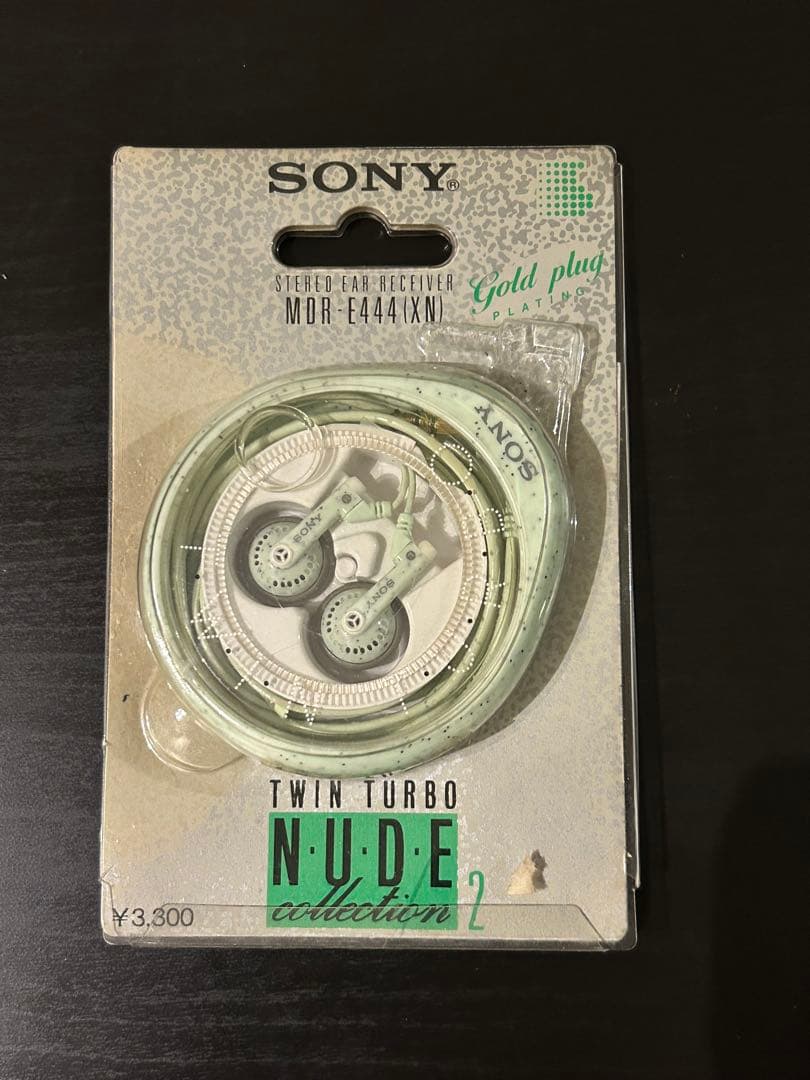 SONY®
STEREO EAR RECEIVER
MDR-E444(XN)
Gold plug
PLATING
SONY
SONY
SONY
TWIN TURBO
N·U·D·E
collection 2
¥3,300